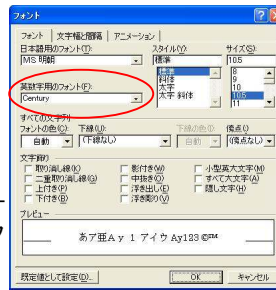 フォント
フォント 文字幅と間隔 アニメーション
日本語用のフォント(T): スタイル(Y): サイズ(S):
MS 明朝 標準 10.5
標準 8
斜体 9
太字 10
太字 斜体 10.5
11
英数字用のフォント(F):
Century
すべての文字列
フォントの色(C): 下線(U): 下線の色(I): 傍点(:)
自動 (下線なし) 自動 (傍点なし)
文字飾り
取り消し線(K) 影付き(W) 小型英大文字(M)
二重取り消し線(G) 中抜き(O) すべて大文字(A)
上付き(P) 浮き出し(E) 隠し文字(H)
下付き(B) 浮き彫り(V)
プレビュー
あア亜Ay1アイウ Ay123©™
既定値として設定(D)... OK キャンセル